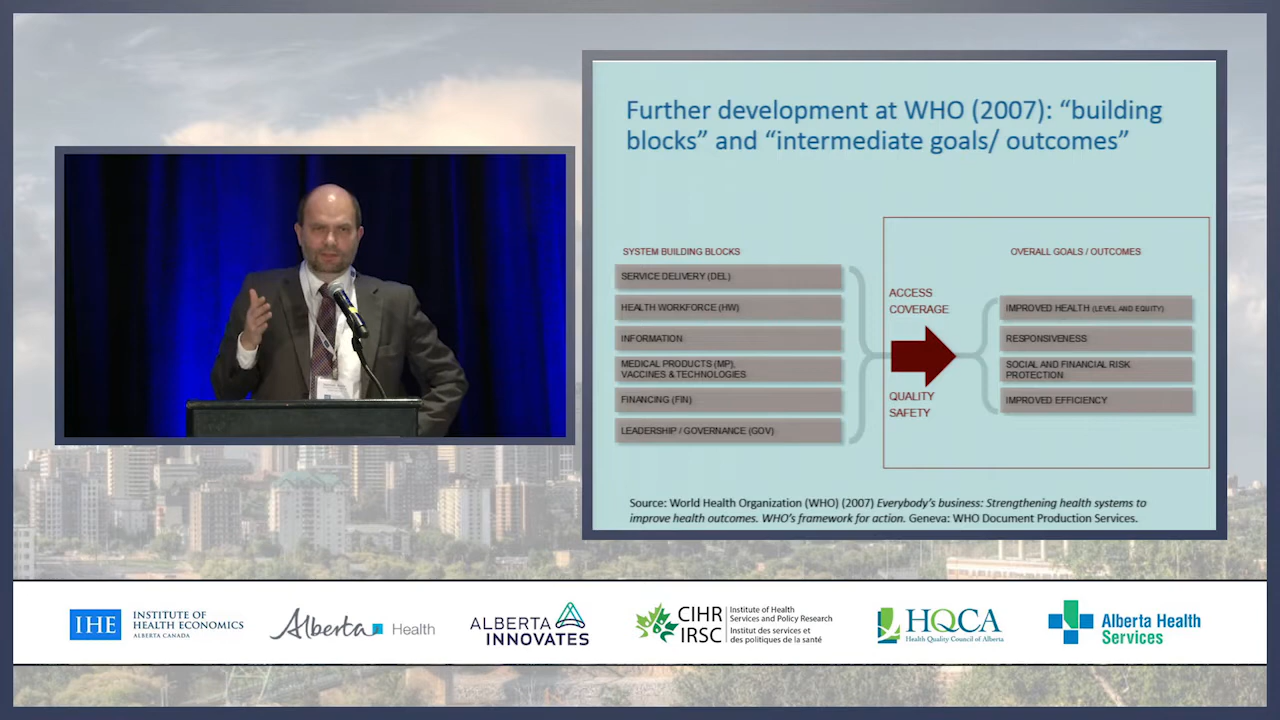 Further development at WHO (2007): “building
blocks” and “intermediate goals/ outcomes”
SYSTEM BUILDING BLOCKS
SERVICE DELIVERY (DEL)
HEALTH WORKFORCE (HW)
INFORMATION
MEDICAL PRODUCTS (MP),
VACCINES & TECHNOLOGIES
FINANCING (FIN)
LEADERSHIP / GOVERNANCE (GOV)
ACCESS
COVERAGE
QUALITY
SAFETY
OVERALL GOALS / OUTCOMES
IMPROVED HEALTH (LEVEL AND EQUITY)
RESPONSIVENESS
SOCIAL AND FINANCIAL RISK
PROTECTION
IMPROVED EFFICIENCY
Source: World Health Organization (WHO) (2007) Everybody’s business: Strengthening health systems to
improve health outcomes. WHO’s framework for action. Geneva: WHO Document Production Services.
IHE
INSTITUTE OF
HEALTH ECONOMICS
ALBERTA CANADA
Alberta Health
ALBERTA
INNOVATES
CIHR
IRSC
Institute of Health
Services and Policy Research
Institut des services et
des politiques de la santé
HQCA
Health Quality Council of Alberta
Alberta Health
Services